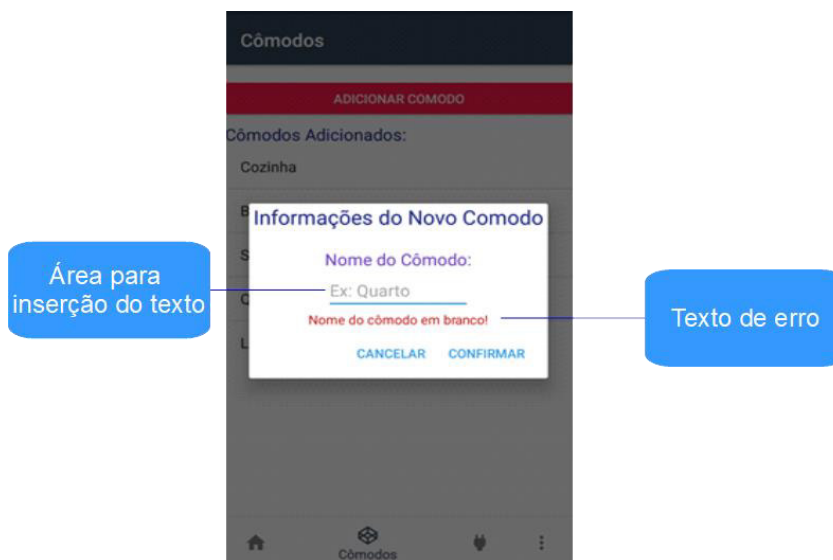 Cômodos
ADICIONAR COMODO
Cômodos Adicionados:
Cozinha
B
Informações do Novo Comodo
S
Nome do Cômodo:
Área para
inserção do texto
Ex: Quarto
Nome do cômodo em branco!
Texto de erro
L
CANCELAR CONFIRMAR
Cômodos